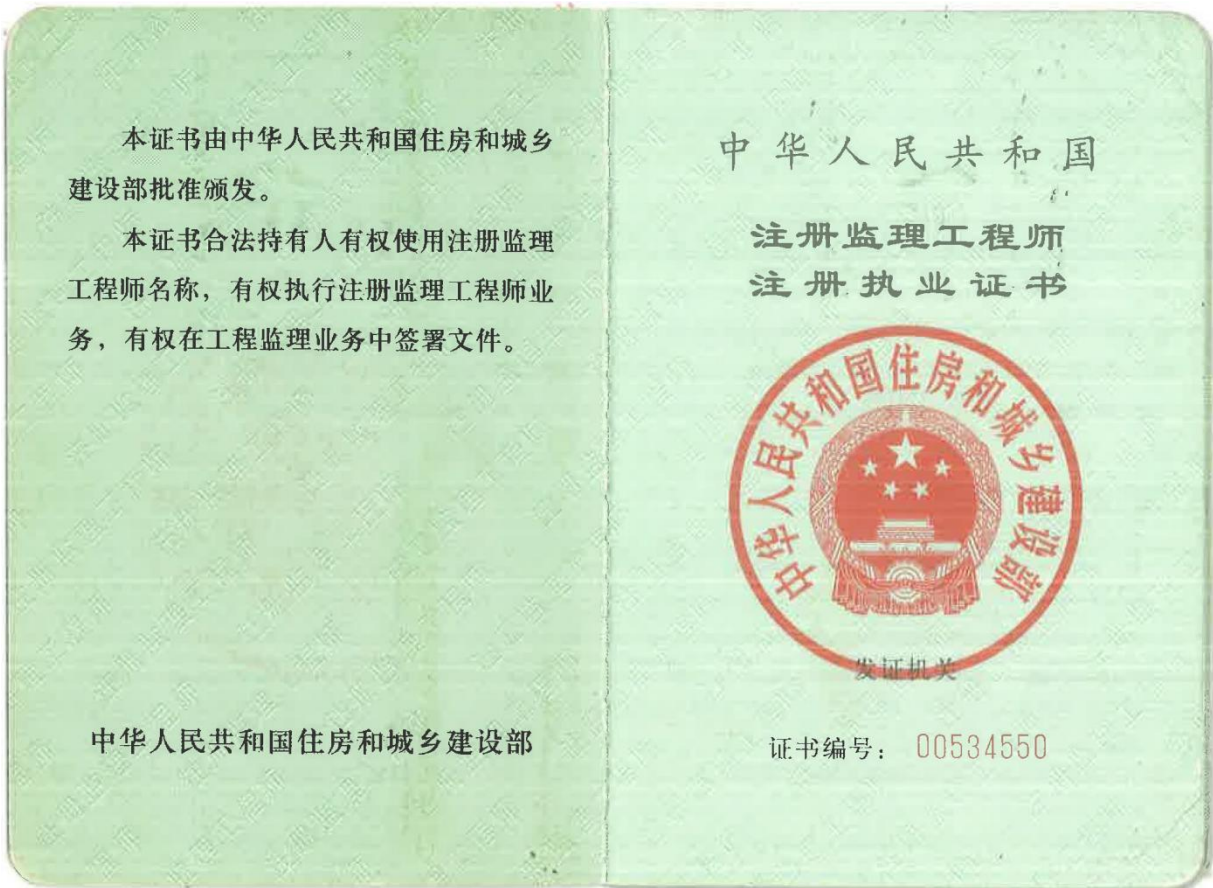 本证书由中华人民共和国住房和城乡
建设部批准颁发。
本证书合法持有人有权使用注册监理
工程师名称，有权执行注册监理工程师业
务，有权在工程监理业务中签署文件。
中华人民共和国住房和城乡建设部
中华人民共和国
注册监理工程师
注册执业证书
中华人民共和国住房和城乡建设部
发证机关
证书编号： 00534550